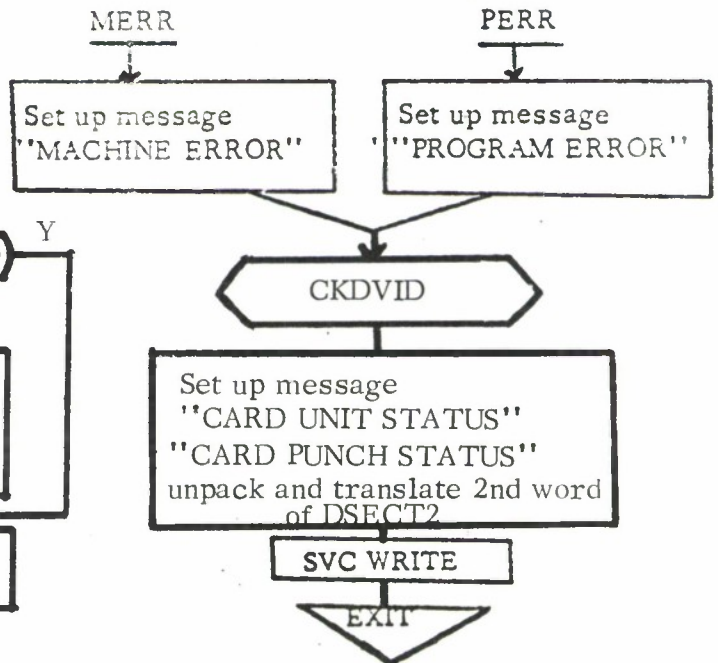 MERR
PERR
Set up message
"MACHINE ERROR"
Set up message
""PROGRAM ERROR"
Y
CKDVID
Set up message
"CARD UNIT STATUS"
"CARD PUNCH STATUS"
unpack and translate 2nd word
of DSECT2
SVC WRITE
EXIT